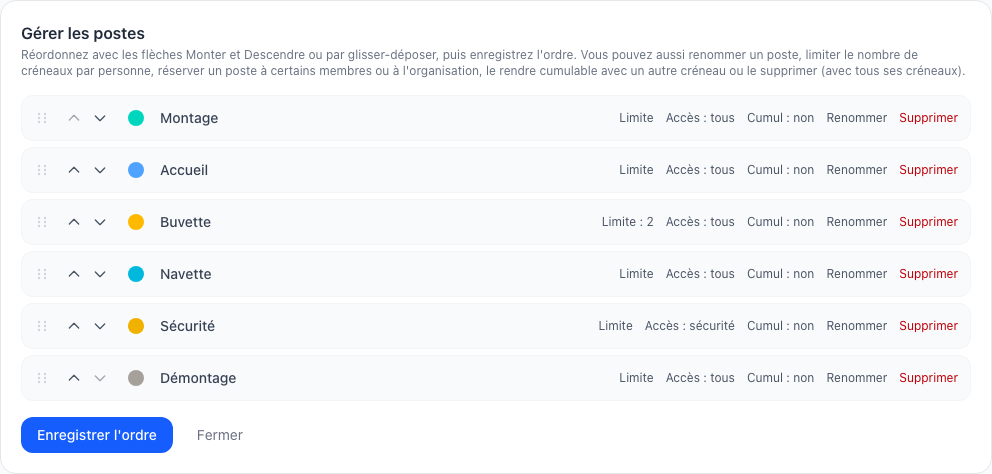 Gérer les postes
Réordonnez avec les flèches Monter et Descendre ou par glisser-déposer, puis enregistrez l'ordre. Vous pouvez aussi renommer un poste, limiter le nombre de
créneaux par personne, réserver un poste à certains membres ou à l'organisation, le rendre cumulable avec un autre créneau ou le supprimer (avec tous ses créneaux).
Montage Limite Accès : tous Cumul : non Renommer Supprimer
Accueil Limite Accès : tous Cumul : non Renommer Supprimer
Buvette Limite : 2 Accès : tous Cumul : non Renommer Supprimer
Navette Limite Accès : tous Cumul : non Renommer Supprimer
Sécurité Limite Accès : sécurité Cumul : non Renommer Supprimer
Démontage Limite Accès : tous Cumul : non Renommer Supprimer
Enregistrer l'ordre Fermer